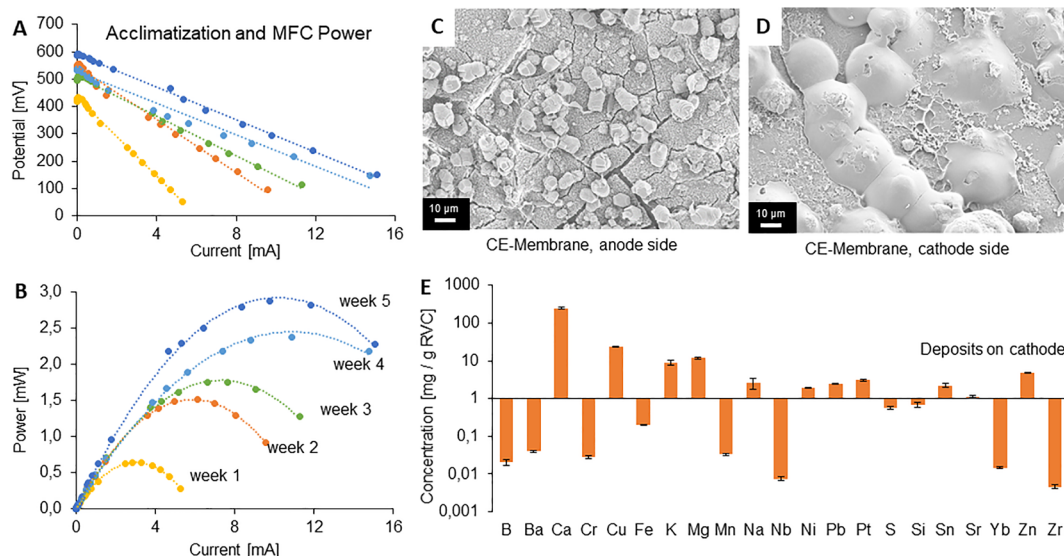 A
Acclimatization and MFC Power
Potential [mV]
700
600
500
400
300
200
100
0
0
4
8
12
16
Current [mA]
B
Power [mW]
3,0
2,5
2,0
1,5
1,0
0,5
0,0
week 5
week 4
week 3
week 2
week 1
0
4
8
12
16
Current [mA]
C
10 µm
CE-Membrane, anode side
D
10 µm
CE-Membrane, cathode side
E
Concentration [mg / g RVC]
1000
100
10
1
0,1
0,01
0,001
Deposits on cathode
B Ba Ca Cr Cu Fe K Mg Mn Na Nb Ni Pb Pt S Si Sn Sr Yb Zn Zr